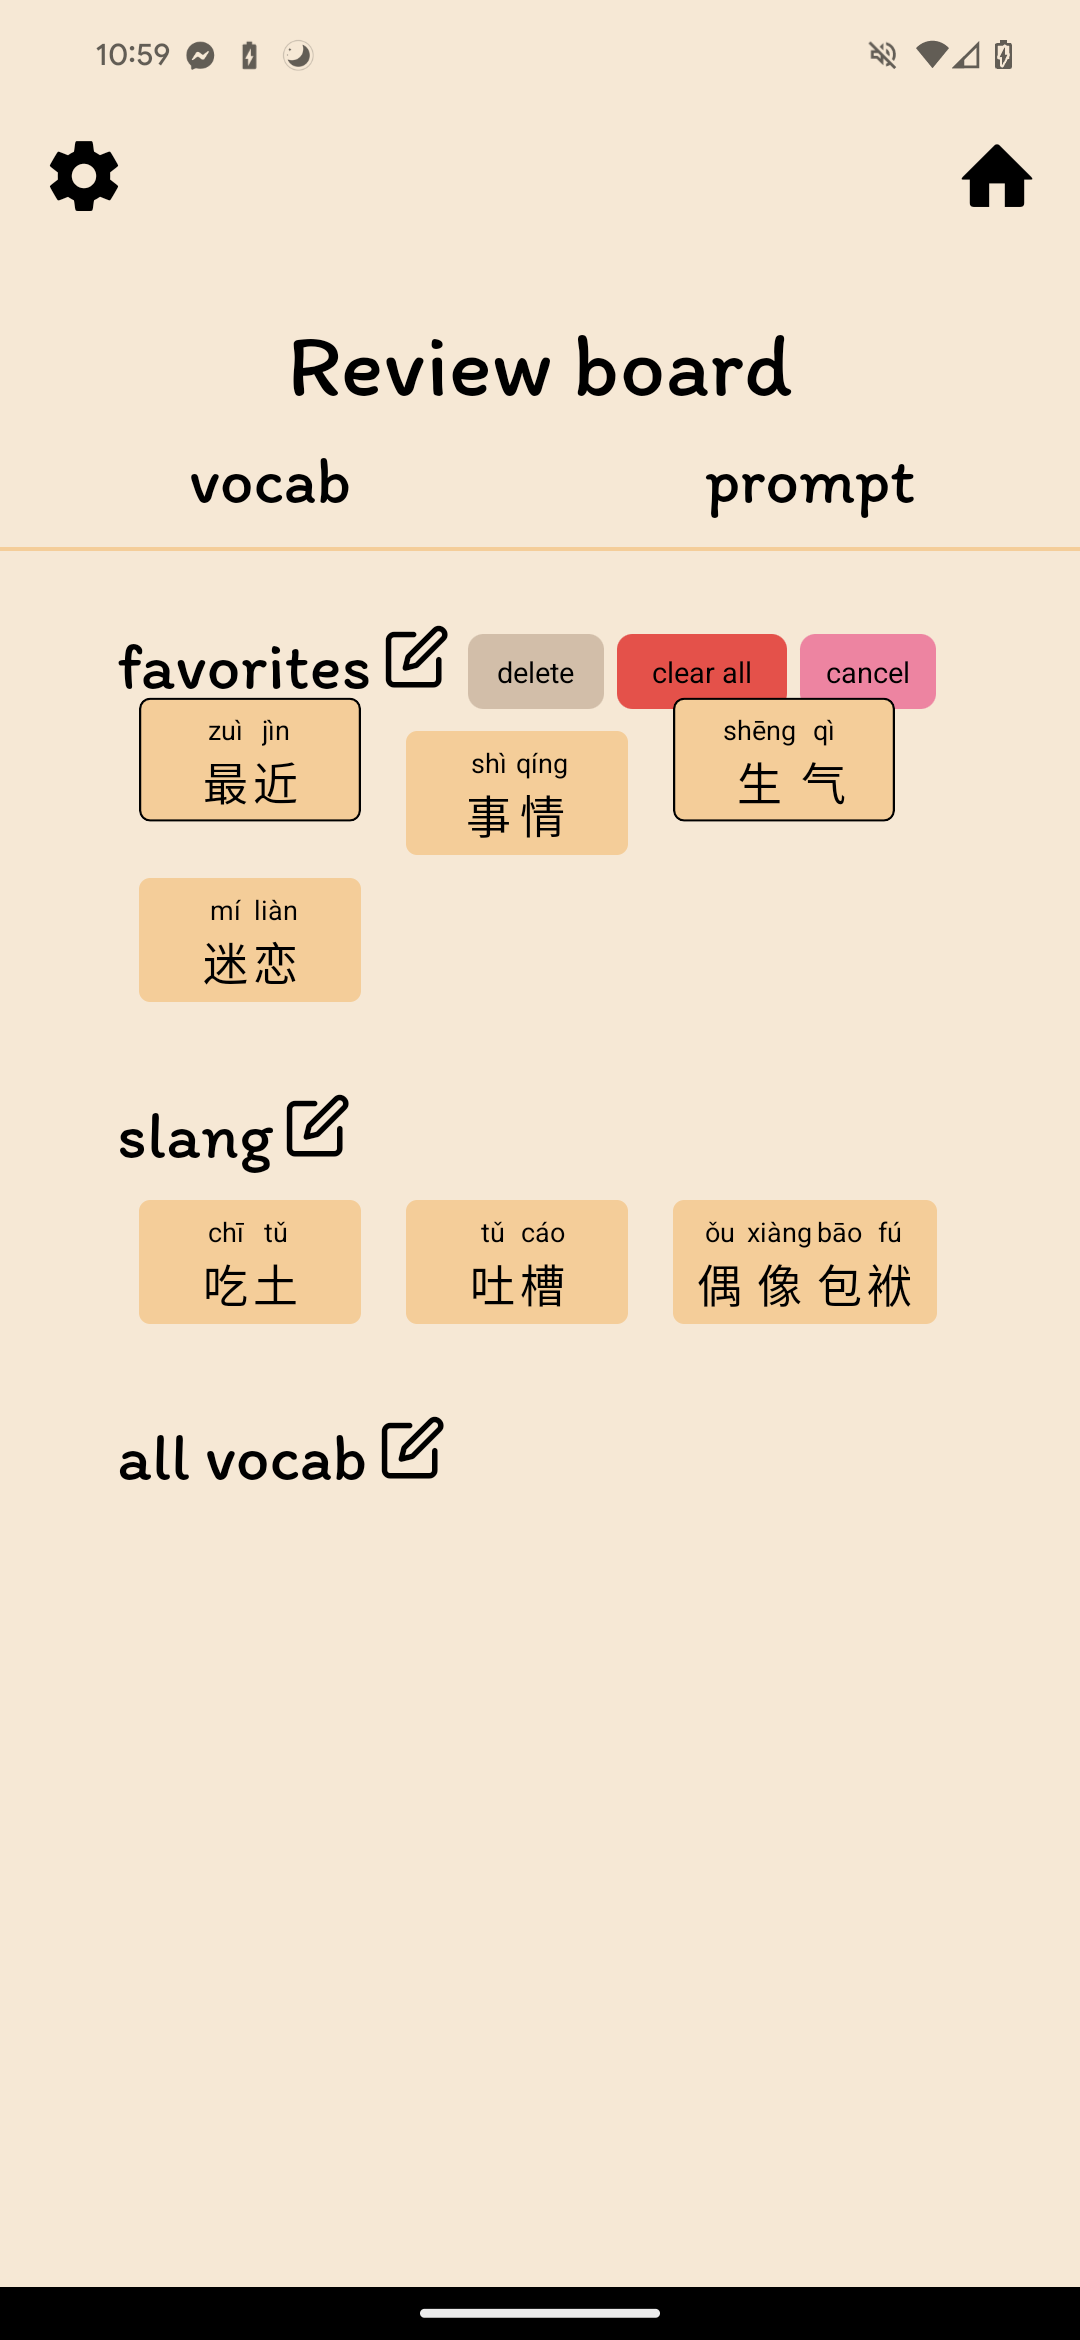 10:59
Review board
vocab prompt
favorites delete clear all cancel
zuì jìn
最近
shì qíng
事情
shēng qì
生气
mí liàn
迷恋
slang
chī tǔ
吃土
tǔ cáo
吐槽
ǒu xiàng bāo fú
偶像包袱
all vocab